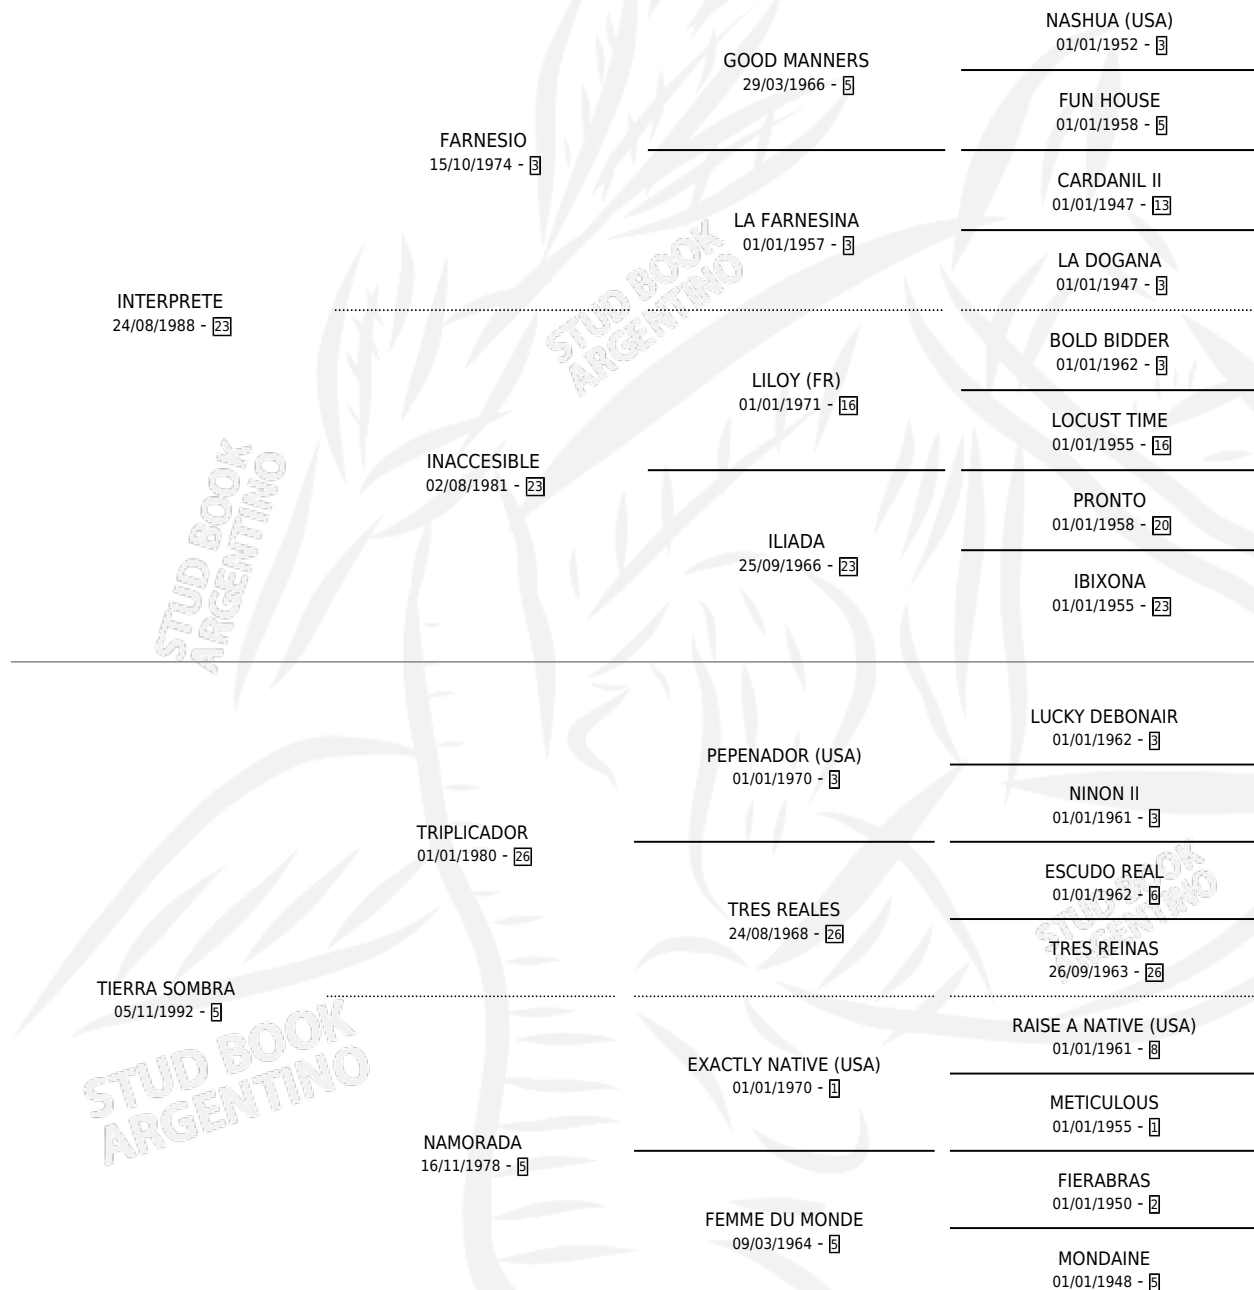 NASHUA (USA)
01/01/1952 - 3
GOOD MANNERS
29/03/1966 - 5
FUN HOUSE
01/01/1958 - 5
FARNESIO
15/10/1974 - 3
CARDANIL II
01/01/1947 - 13
LA FARNESINA
01/01/1957 - 3
LA DOGANA
01/01/1947 - 3
INTERPRETE
24/08/1988 - 23
BOLD BIDDER
01/01/1962 - 3
LILOY (FR)
01/01/1971 - 16
LOCUST TIME
01/01/1955 - 16
INACCESIBLE
02/08/1981 - 23
PRONTO
01/01/1958 - 20
ILIADA
25/09/1966 - 23
IBIXONA
01/01/1955 - 23
STUD BOOK
ARGENTINO
STUD BOOK
ARGENTINO
LUCKY DEBONAIR
01/01/1962 - 3
PEPENADOR (USA)
01/01/1970 - 3
NINON II
01/01/1961 - 3
TRIPLICADOR
01/01/1980 - 26
ESCUDO REAL
01/01/1962 - 6
TRES REALES
24/08/1968 - 26
TRES REINAS
26/09/1963 - 26
TIERRA SOMBRA
05/11/1992 - 5
RAISE A NATIVE (USA)
01/01/1961 - 8
EXACTLY NATIVE (USA)
01/01/1970 - 1
METICULOUS
01/01/1955 - 1
NAMORADA
16/11/1978 - 5
FIERABRAS
01/01/1950 - 2
FEMME DU MONDE
09/03/1964 - 5
MONDAINE
01/01/1948 - 5
STUD BOOK
ARGENTINO
STUD BOOK
ARGENTINO